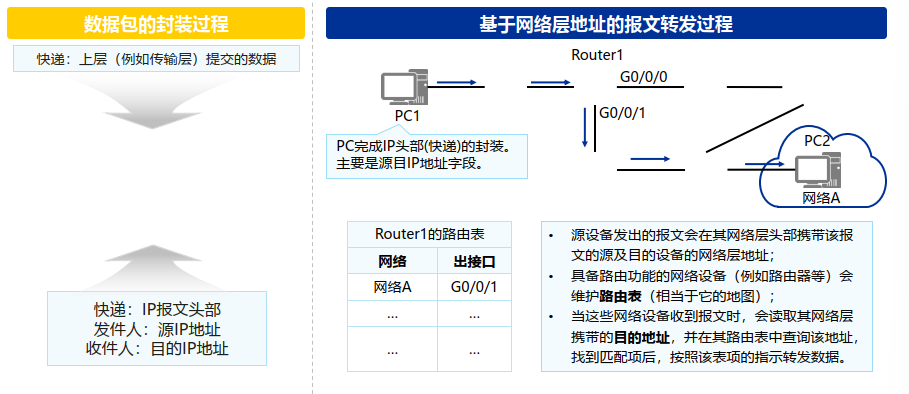 数据包的封装过程
快递：上层（例如传输层）提交的数据
快递：IP报文头部
发件人：源IP地址
收件人：目的IP地址
基于网络层地址的报文转发过程
Router1
G0/0/0
PC1
G0/0/1
PC完成IP头部(快递)的封装。
主要是源目IP地址字段。
PC2
网络A
Router1的路由表
网络 出接口
网络A G0/0/1
... ...
... ...
• 源设备发出的报文会在其网络层头部携带该报
文的源及目的设备的网络层地址；
• 具备路由功能的网络设备（例如路由器等）会
维护路由表（相当于它的地图）；
• 当这些网络设备收到报文时，会读取其网络层
携带的目的地址，并在其路由表中查询该地址，
找到匹配项后，按照该表项的指示转发数据。